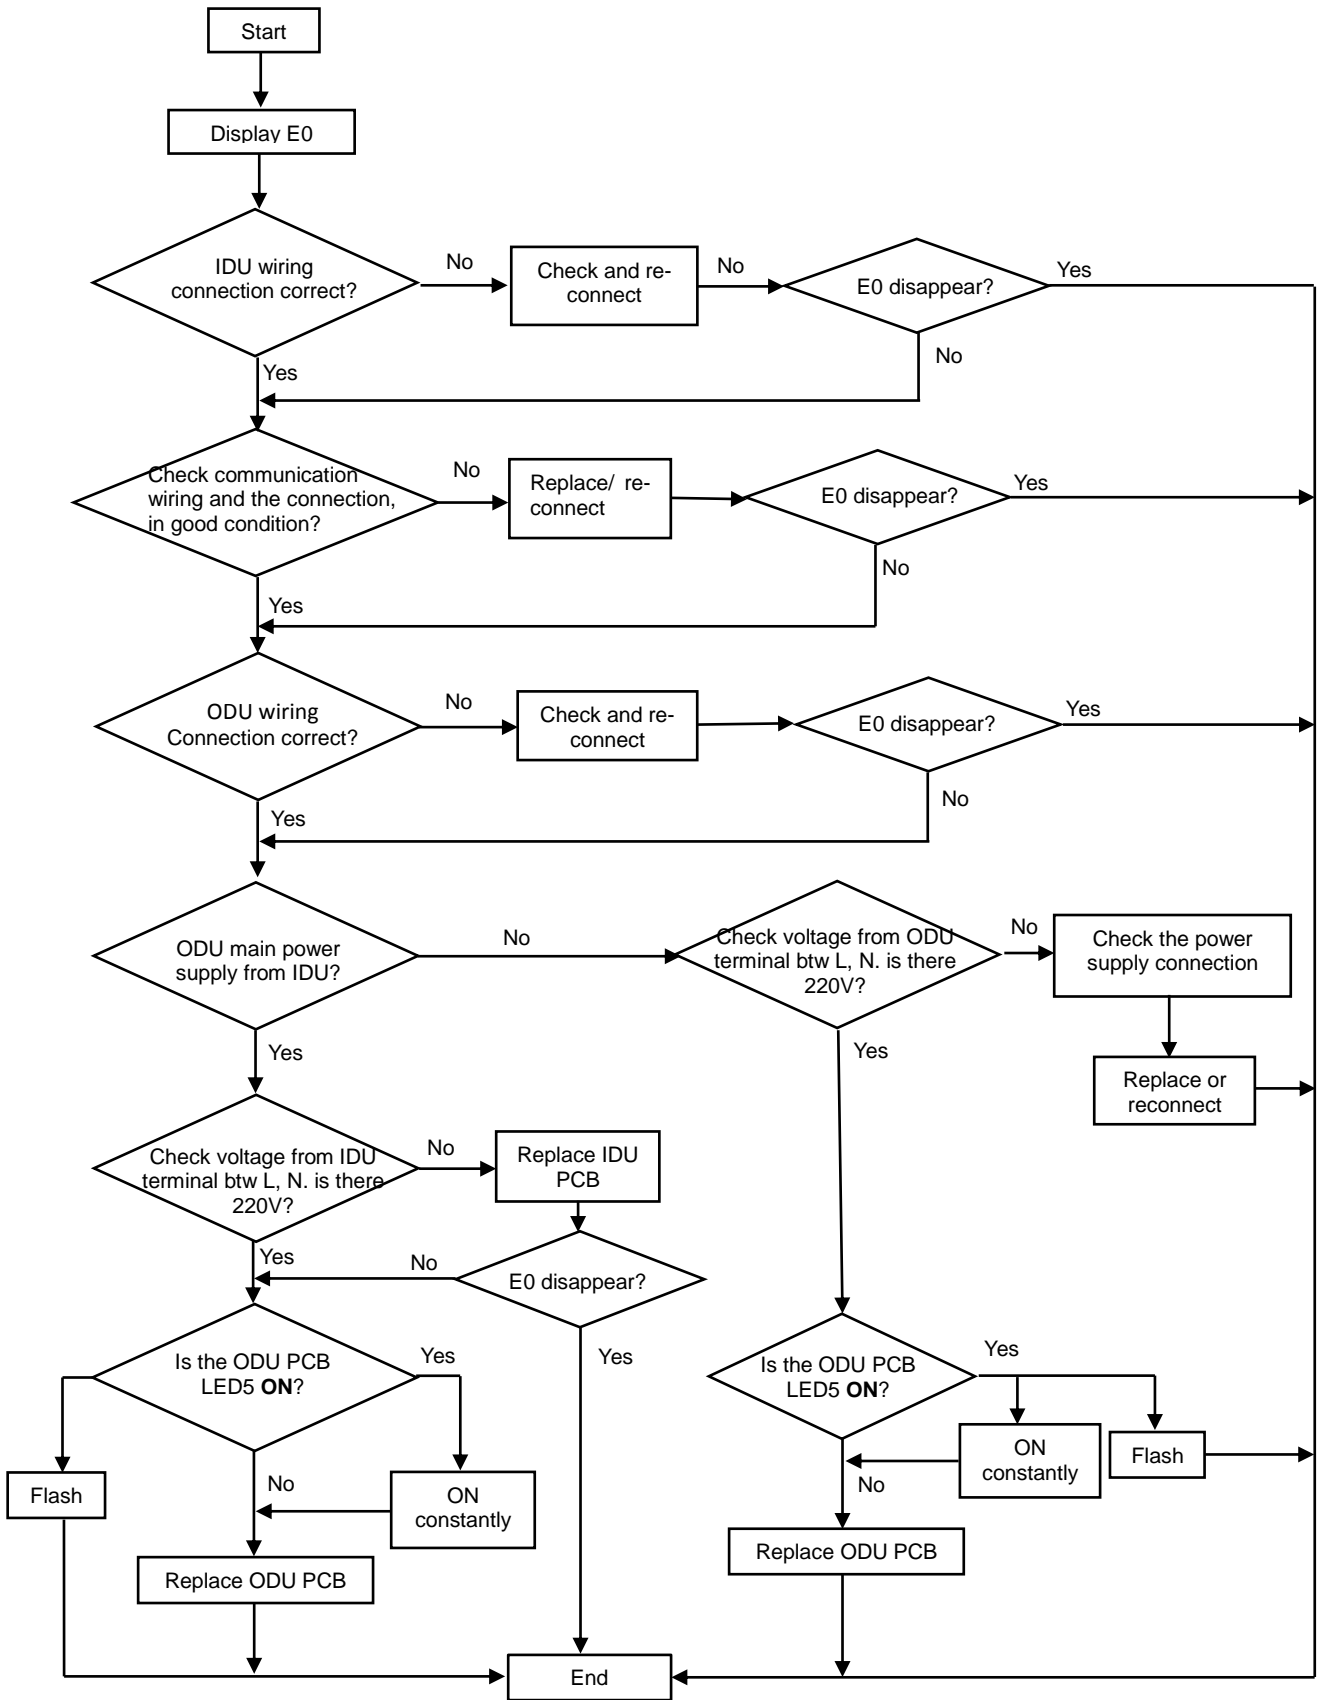 Start
Display E0
IDU wiring
connection correct?
No
Check and re-
connect
No
E0 disappear?
Yes
No
Yes
Check communication
wiring and the connection,
in good condition?
No
Replace/ re-
connect
E0 disappear?
Yes
No
Yes
ODU wiring
Connection correct?
No
Check and re-
connect
E0 disappear?
Yes
No
Yes
ODU main power
supply from IDU?
No
Check voltage from ODU
terminal btw L, N. is there
220V?
No
Check the power
supply connection
Yes
Yes
Replace or
reconnect
Check voltage from IDU
terminal btw L, N. is there
220V?
No
Replace IDU
PCB
Yes
No
E0 disappear?
Yes
Is the ODU PCB
LED5 ON?
Yes
Is the ODU PCB
LED5 ON?
Yes
Flash
No
ON
constantly
No
ON
constantly
Flash
Replace ODU PCB
Replace ODU PCB
End